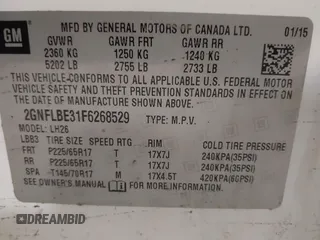 GM
MFD BY GENERAL MOTORS OF CANADA LTD. 01/15
GVWR GAWR FRT GAWR RR
2360 KG 1250 KG 1240 KG
5202 LB 2755 LB 2733 LB
THIS VEHICLE CONFORMS TO ALL APPLICABLE U.S. FEDERAL
MOTOR VEHICLE SAFETY AND THEFT PREVENTION STANDARDS IN
EFFECT ON THE DATE OF MANUFACTURE SHOWN ABOVE.
2GNFLBE31F6268529 TYPE: M.P.V.
MODEL: LH26
LBB3 TIRE SIZE SPEED RTG RIM COLD TIRE PRESSURE
FRT P225/65R17 T 17X7J 240KPA(35PSI)
RR P225/65R17 T 17X7J 240KPA(35PSI)
SPA T145/70R17 M 17X4.5T 420KPA(60PSI)
SEE OWNER'S MANUAL
FOR MORE INFORMATION
DREAMBID